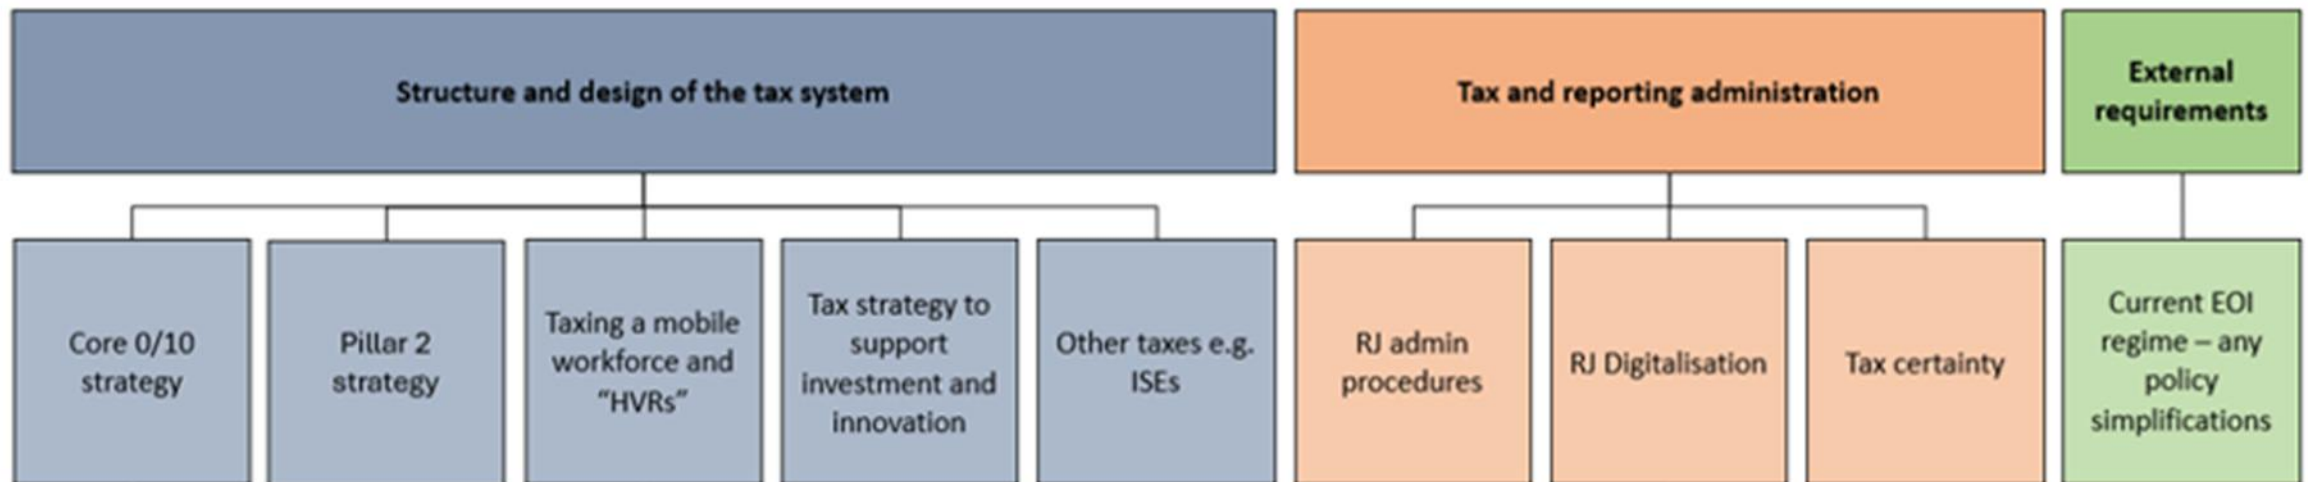 Structure and design of the tax system
Tax and reporting administration
External
requirements
Core 0/10
strategy
Pillar 2
strategy
Taxing a mobile
workforce and
“HVRs”
Tax strategy to
support
investment and
innovation
Other taxes e.g.
ISEs
RJ admin
procedures
RJ Digitalisation
Tax certainty
Current EOI
regime – any
policy
simplifications